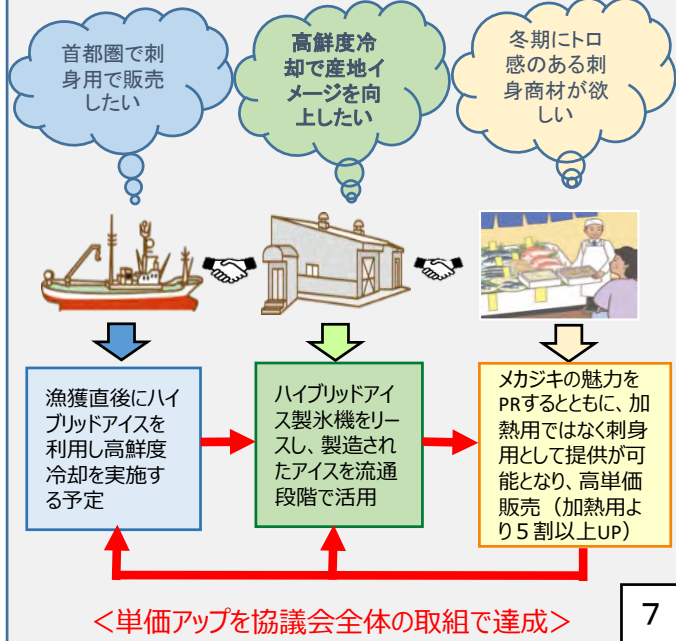 首都圏で刺
身用で販売
したい
高鮮度冷
却で産地イ
メージを向
上したい
冬期にトロ
感のある刺
身商材が欲
しい
漁獲直後にハイ
ブリッドアイスを
利用し高鮮度
冷却を実施す
る予定
ハイブリッドアイ
ス製氷機をリー
スし、製造され
たアイスを流通
段階で活用
メカジキの魅力を
PRするとともに、加
熱用ではなく刺身
用として提供が可
能となり、高単価
販売（加熱用よ
り５割以上UP）
＜単価アップを協議会全体の取組で達成＞
7